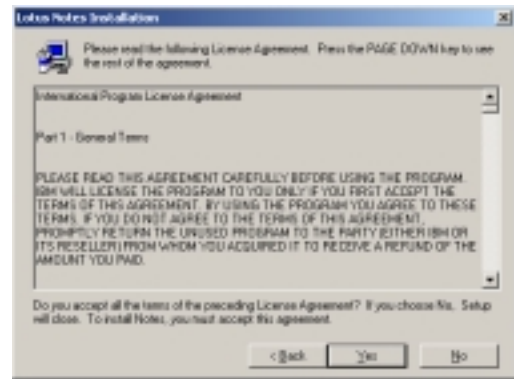 Lotus Notes Installation
Please read the following License Agreement. Press the PAGE DOWN key to see
the rest of the agreement.
International Program License Agreement
Part 1 - General Terms
PLEASE READ THIS AGREEMENT CAREFULLY BEFORE USING THE PROGRAM.
IBM WILL LICENSE THE PROGRAM TO YOU ONLY IF YOU FIRST ACCEPT THE
TERMS OF THIS AGREEMENT. BY USING THE PROGRAM YOU AGREE TO THESE
TERMS. IF YOU DO NOT AGREE TO THE TERMS OF THIS AGREEMENT,
PROMPTLY RETURN THE UNUSED PROGRAM TO THE PARTY (EITHER IBM OR
ITS RESELLER) FROM WHOM YOU ACQUIRED IT TO RECEIVE A REFUND OF THE
AMOUNT YOU PAID.
Do you accept all the terms of the preceding License Agreement? If you choose No, Setup
will close. To install Notes, you must accept this agreement.
< Back Yes No